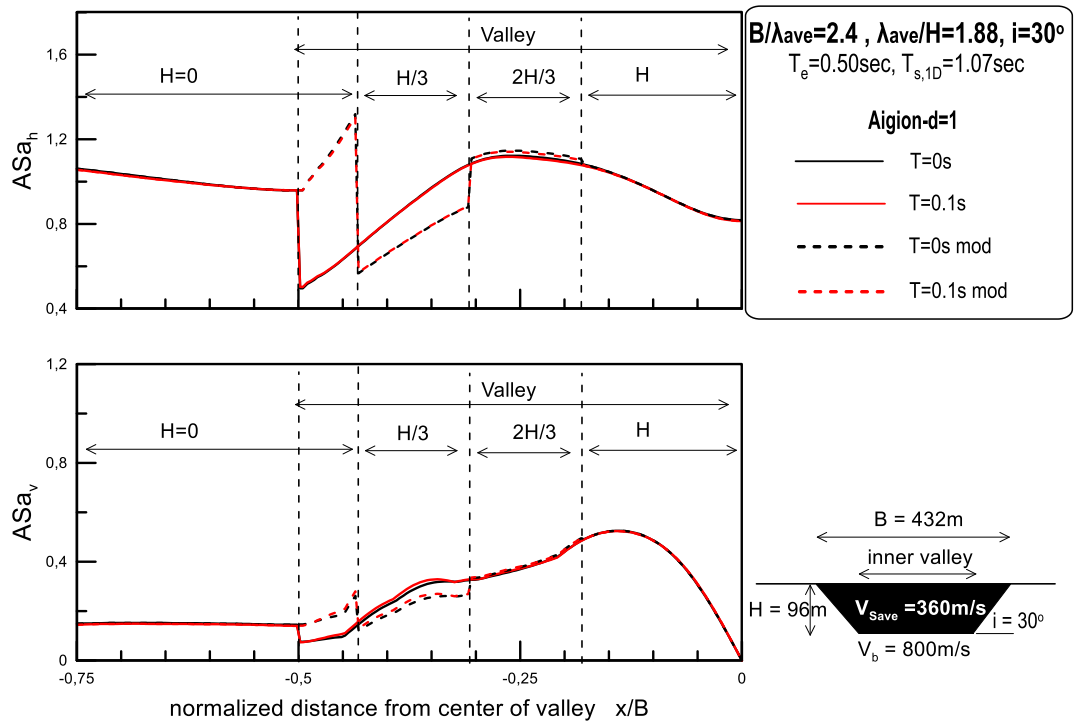 1,6
1,2
0,8
0,4
ASa_h
Valley
H=0
H/3
2H/3
H
B/λave=2.4 , λave/H=1.88, i=30º
Te=0.50sec, Ts,1D=1.07sec
Aigion-d=1
T=0s
T=0.1s
T=0s mod
T=0.1s mod
1,2
0,8
0,4
0
ASa_v
Valley
H=0
H/3
2H/3
H
-0,75
-0,5
-0,25
0
normalized distance from center of valley x/B
B = 432m
inner valley
H = 96m
VSave =360m/s
i = 30º
Vb = 800m/s